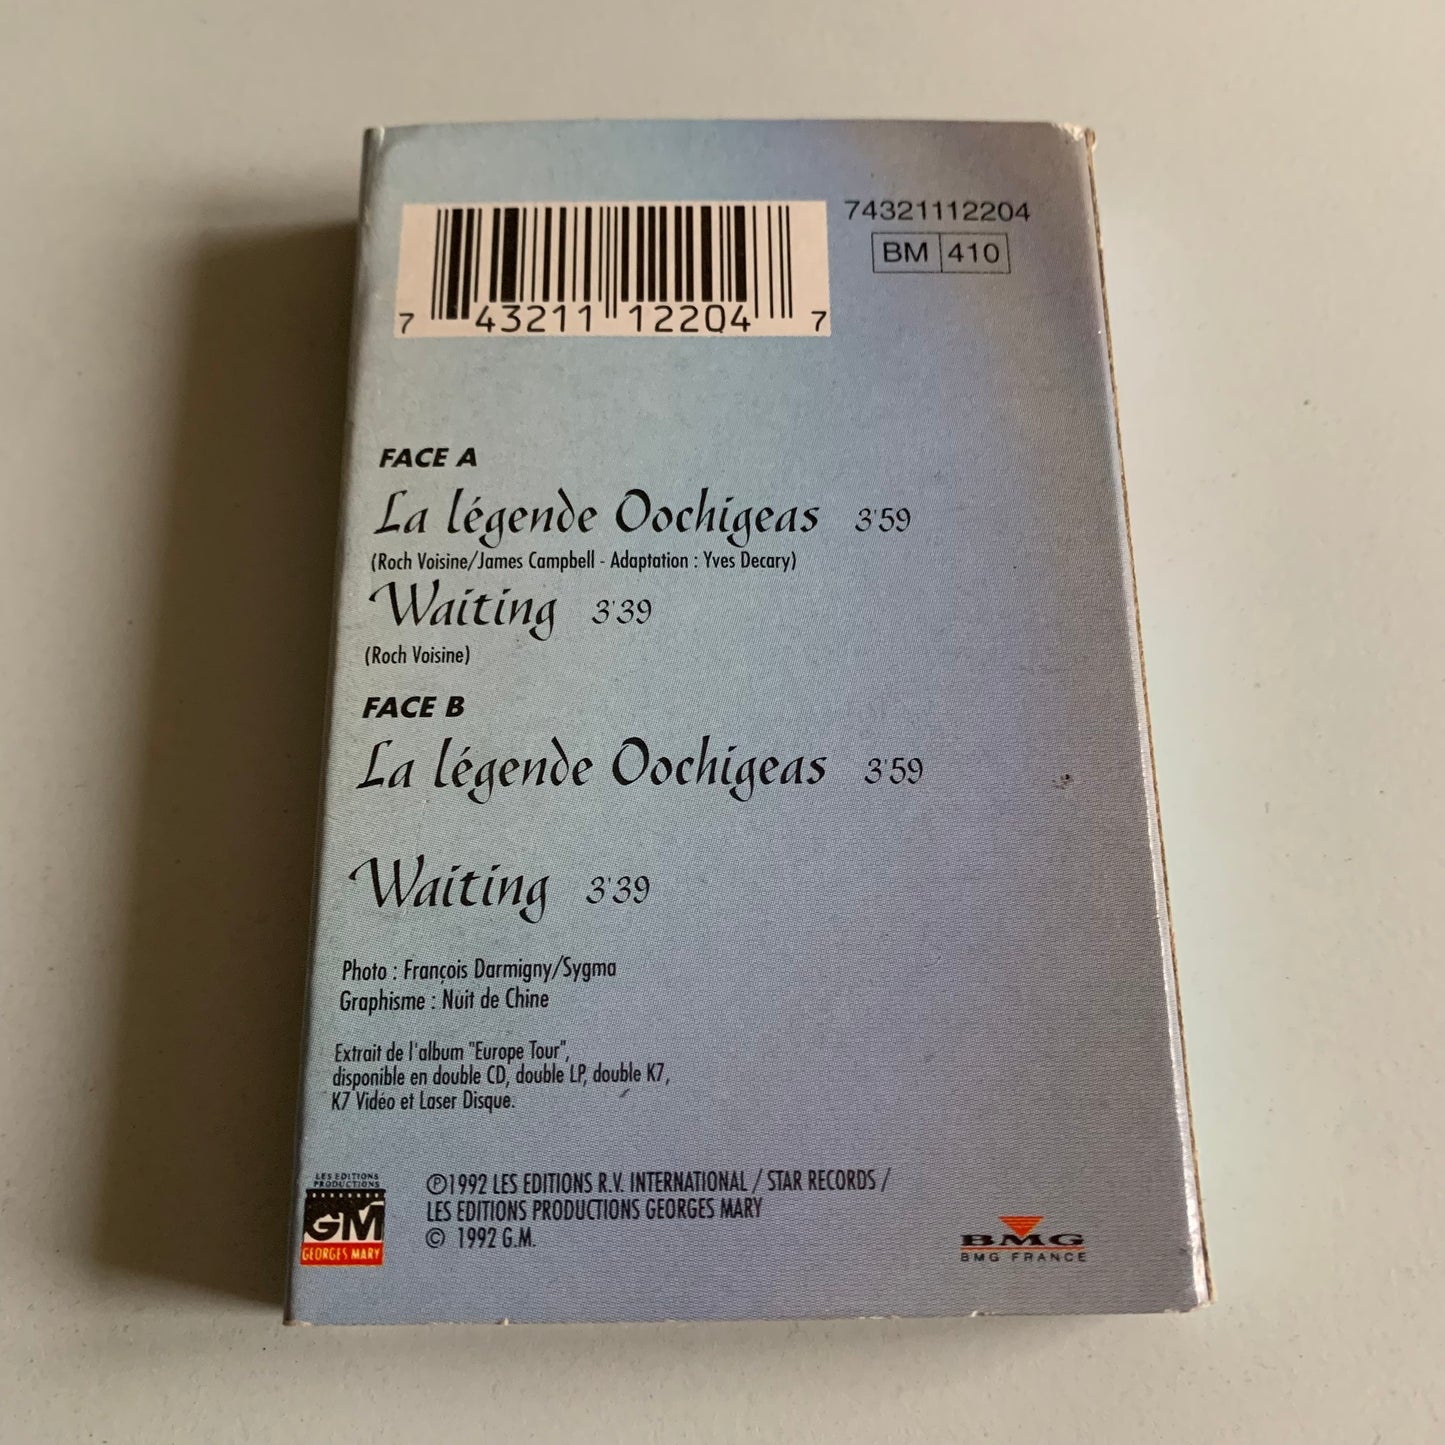 74321112204
BM 410
7 43211 12204 7
FACE A
La légende Oochigeas 3'59
(Roch Voisine/James Campbell - Adaptation : Yves Decary)
Waiting 3'39
(Roch Voisine)
FACE B
La légende Oochigeas 3'59
Waiting 3'39
Photo : François Darmigny/Sygma
Graphisme : Nuit de Chine
Extrait de l'album "Europe Tour",
disponible en double CD, double LP, double K7,
K7 Vidéo et Laser Disque.
LES EDITIONS
PRODUCTIONS
GM
GEORGES MARY
℗1992 LES EDITIONS R.V. INTERNATIONAL / STAR RECORDS /
LES EDITIONS PRODUCTIONS GEORGES MARY
© 1992 G.M.
BMG
BMG FRANCE